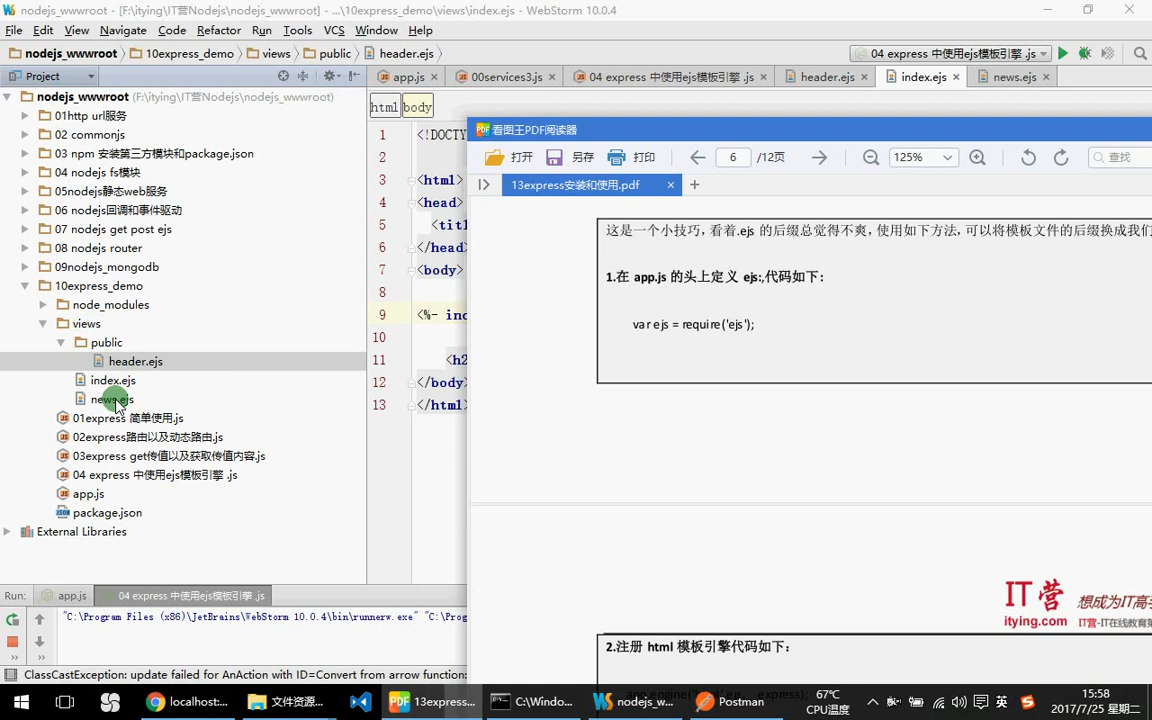 nodejs_wwwroot [F:\itying\IT营Nodejs\nodejs_wwwroot] - ...\10express_demo\views\index.ejs - WebStorm 10.0.4
File Edit View Navigate Code Refactor Run Tools VCS Window Help
nodejs_wwwroot 10express_demo views public header.ejs 04 express 中使用ejs模板引擎 .js
Project app.js 00services3.js 04 express 中使用ejs模板引擎 .js header.ejs index.ejs news.ejs
nodejs_wwwroot (F:\itying\IT营Nodejs\nodejs_wwwroot)
01http url服务
02 commonjs
03 npm 安装第三方模块和package.json
04 nodejs fs模块
05nodejs静态web服务
06 nodejs回调和事件驱动
07 nodejs get post ejs
08 nodejs router
09nodejs_mongodb
10express_demo
node_modules
views
public
header.ejs
index.ejs
news.ejs
01express 简单使用.js
02express路由以及动态路由.js
03express get传值以及获取传值内容.js
04 express 中使用ejs模板引擎 .js
app.js
package.json
External Libraries
html body
1 <!DOCTY
2
3 <html>
4 <head>
5 <titl
6 </head
7 <body>
8
9 <%- inc
10
11 <h2
12 </body
13 </html
看图王PDF阅读器
打开 另存 打印 6 /12页 125% 查找
13express安装和使用.pdf
这是一个小技巧，看着.ejs 的后缀总觉得不爽，使用如下方法，可以将模板文件的后缀换成我们
1.在 app.js 的头上定义 ejs:,代码如下：
var ejs = require('ejs');
IT营 想成为IT高手
itying.com IT营-IT在线教育第
2.注册 html 模板引擎代码如下：
Run: app.js 04 express 中使用ejs模板引擎 .js
"C:\Program Files (x86)\JetBrains\WebStorm 10.0.4\bin\runnerw.exe" "C:\Prog
ClassCastException: update failed for AnAction with ID=Convert from arrow function:
localhost:... 文件资源... 13express... C:\Windo... nodejs_w... Postman 67℃ CPU温度 英 15:58 2017/7/25 星期二